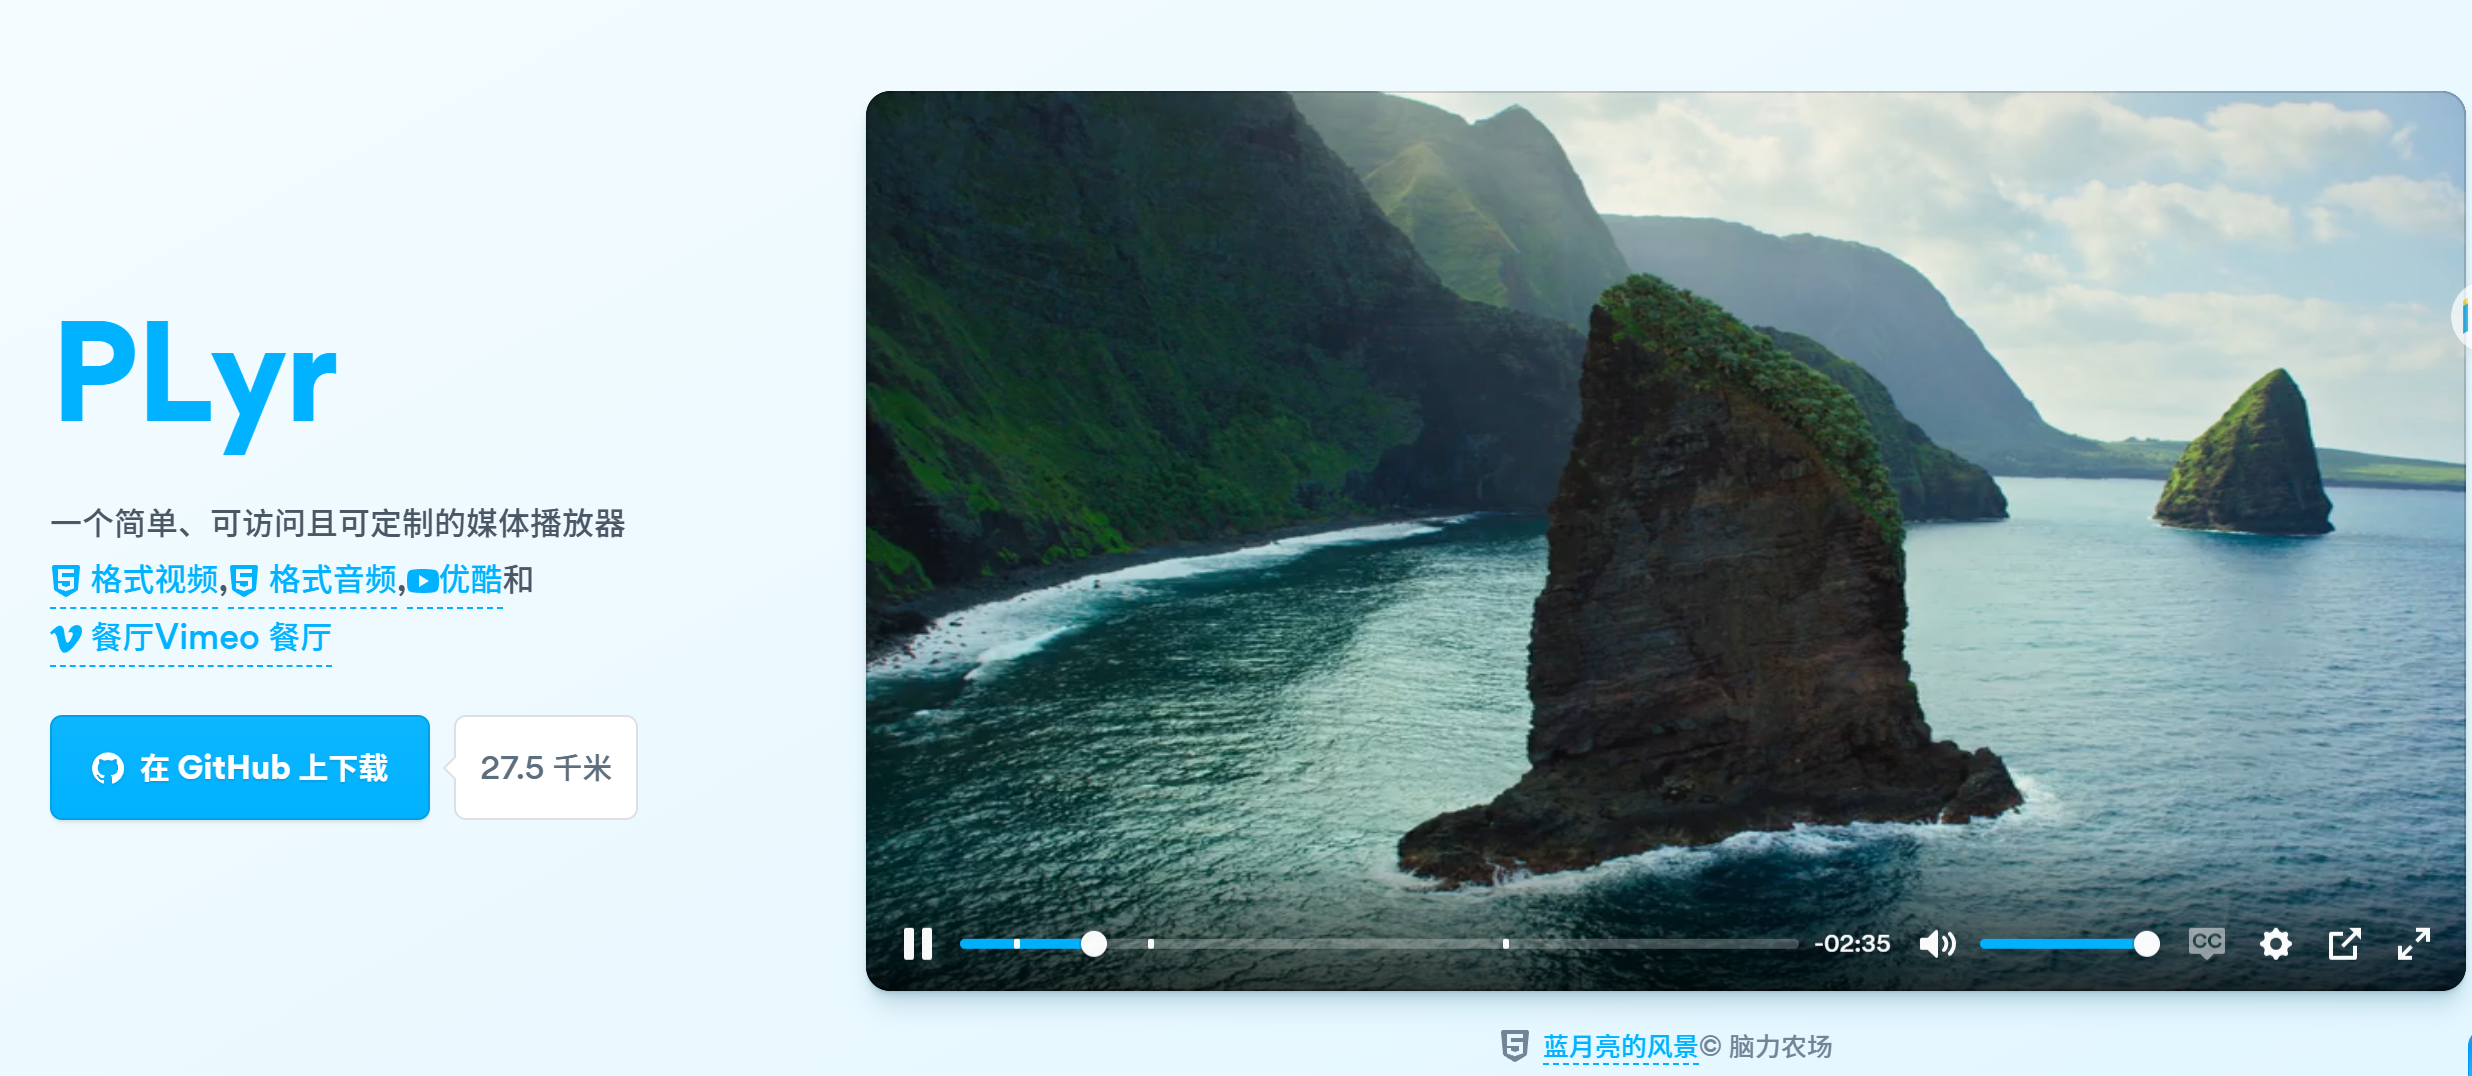 PLyr
一个简单、可访问且可定制的媒体播放器
格式视频,格式音频,优酷和
餐厅Vimeo 餐厅
在 GitHub 上下载
27.5 千米
-02:35
CC
蓝月亮的风景© 脑力农场